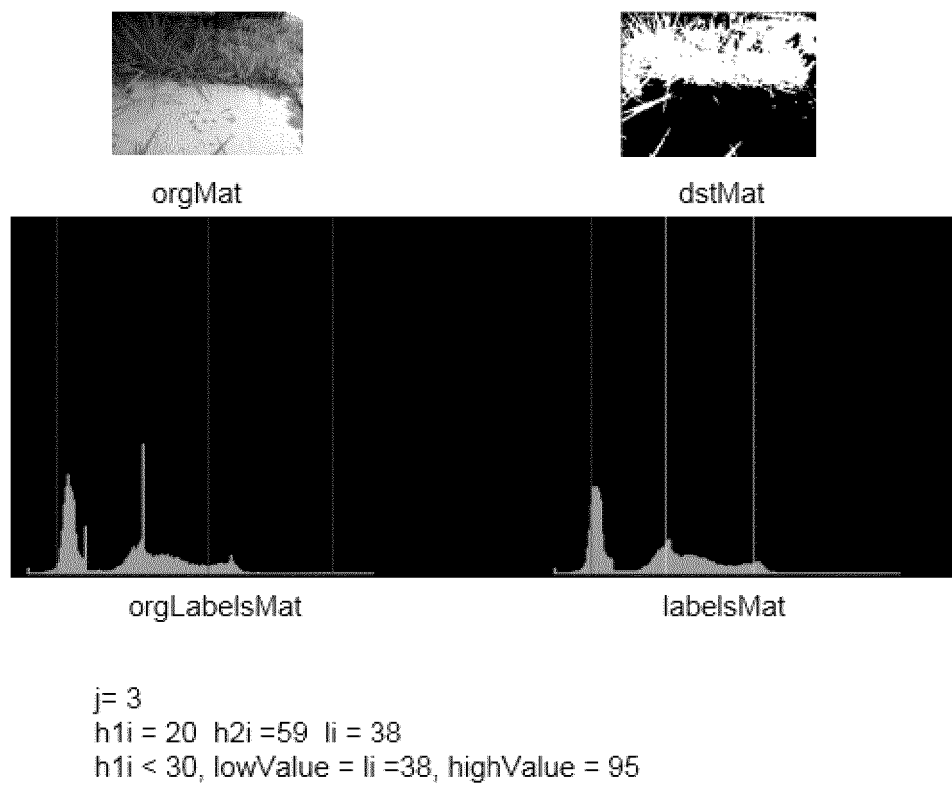 orgMat
dstMat
orgLabelsMat
labelsMat
j= 3
h1i = 20 h2i =59 li = 38
h1i < 30, lowValue = li =38, highValue = 95